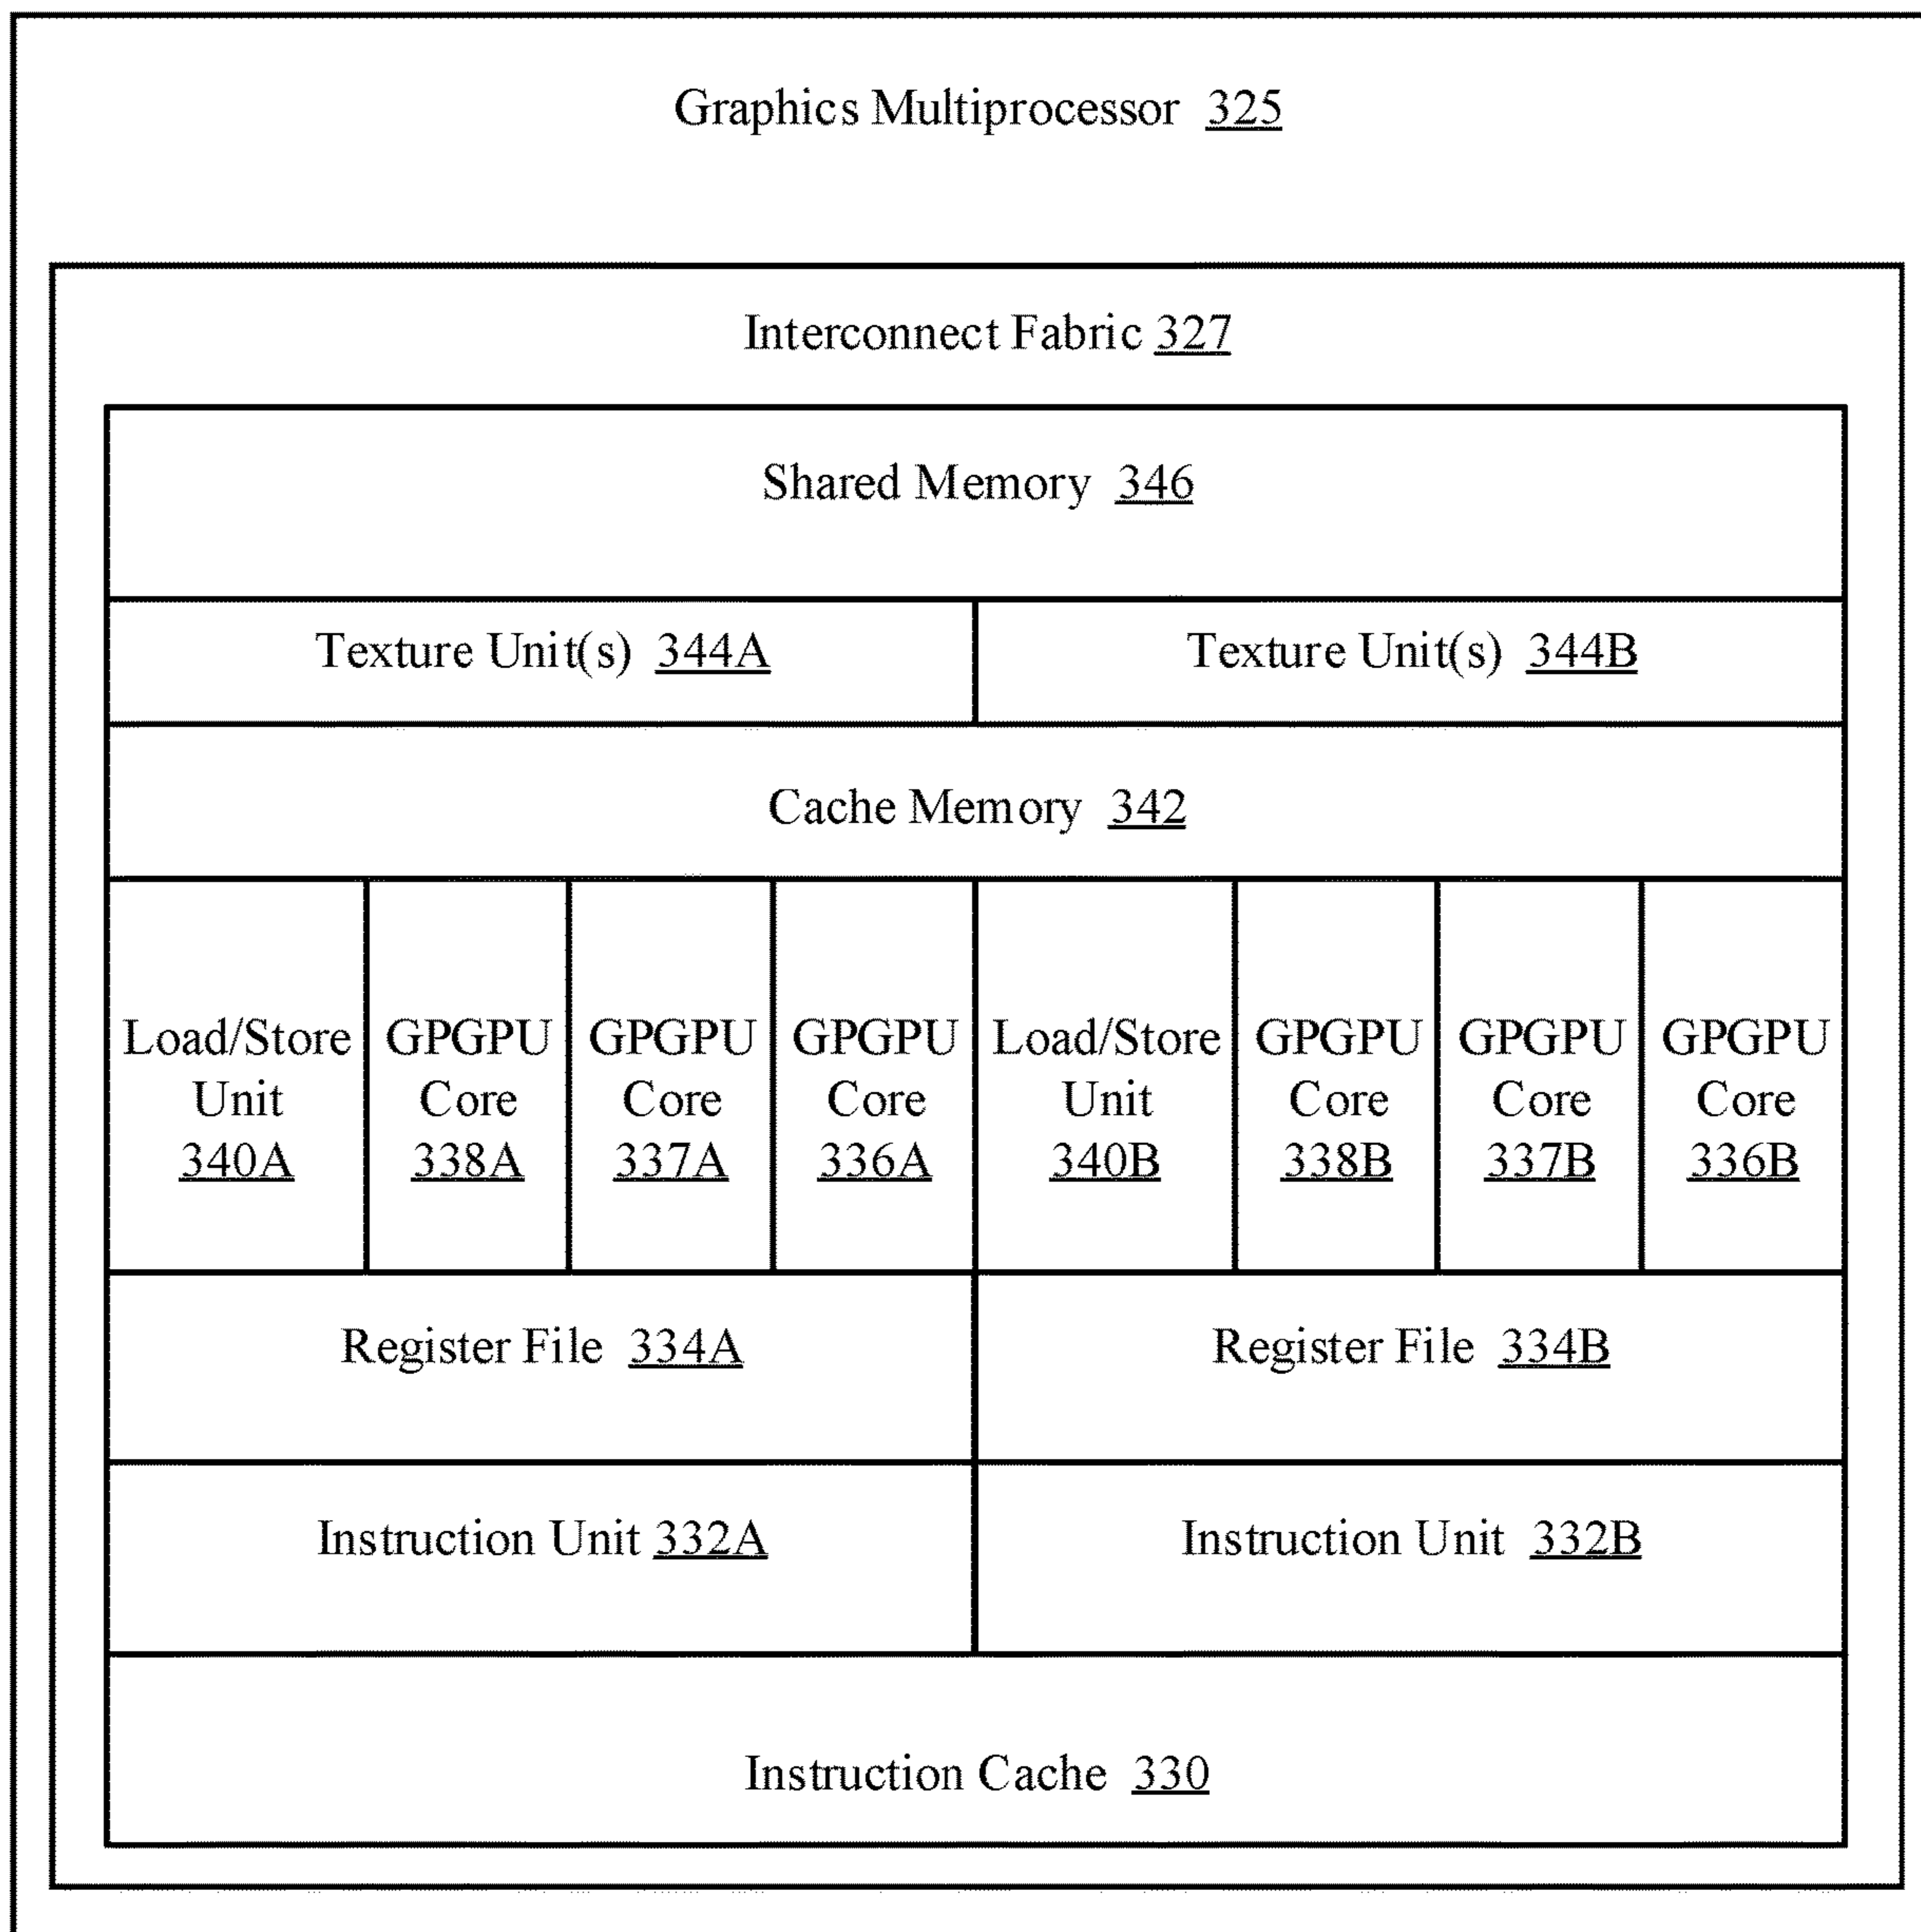 Graphics Multiprocessor 325
Interconnect Fabric 327
Shared Memory 346
Texture Unit(s) 344A
Texture Unit(s) 344B
Cache Memory 342
Load/Store
Unit
340A
GPGPU
Core
338A
GPGPU
Core
337A
GPGPU
Core
336A
Load/Store
Unit
340B
GPGPU
Core
338B
GPGPU
Core
337B
GPGPU
Core
336B
Register File 334A
Register File 334B
Instruction Unit 332A
Instruction Unit 332B
Instruction Cache 330